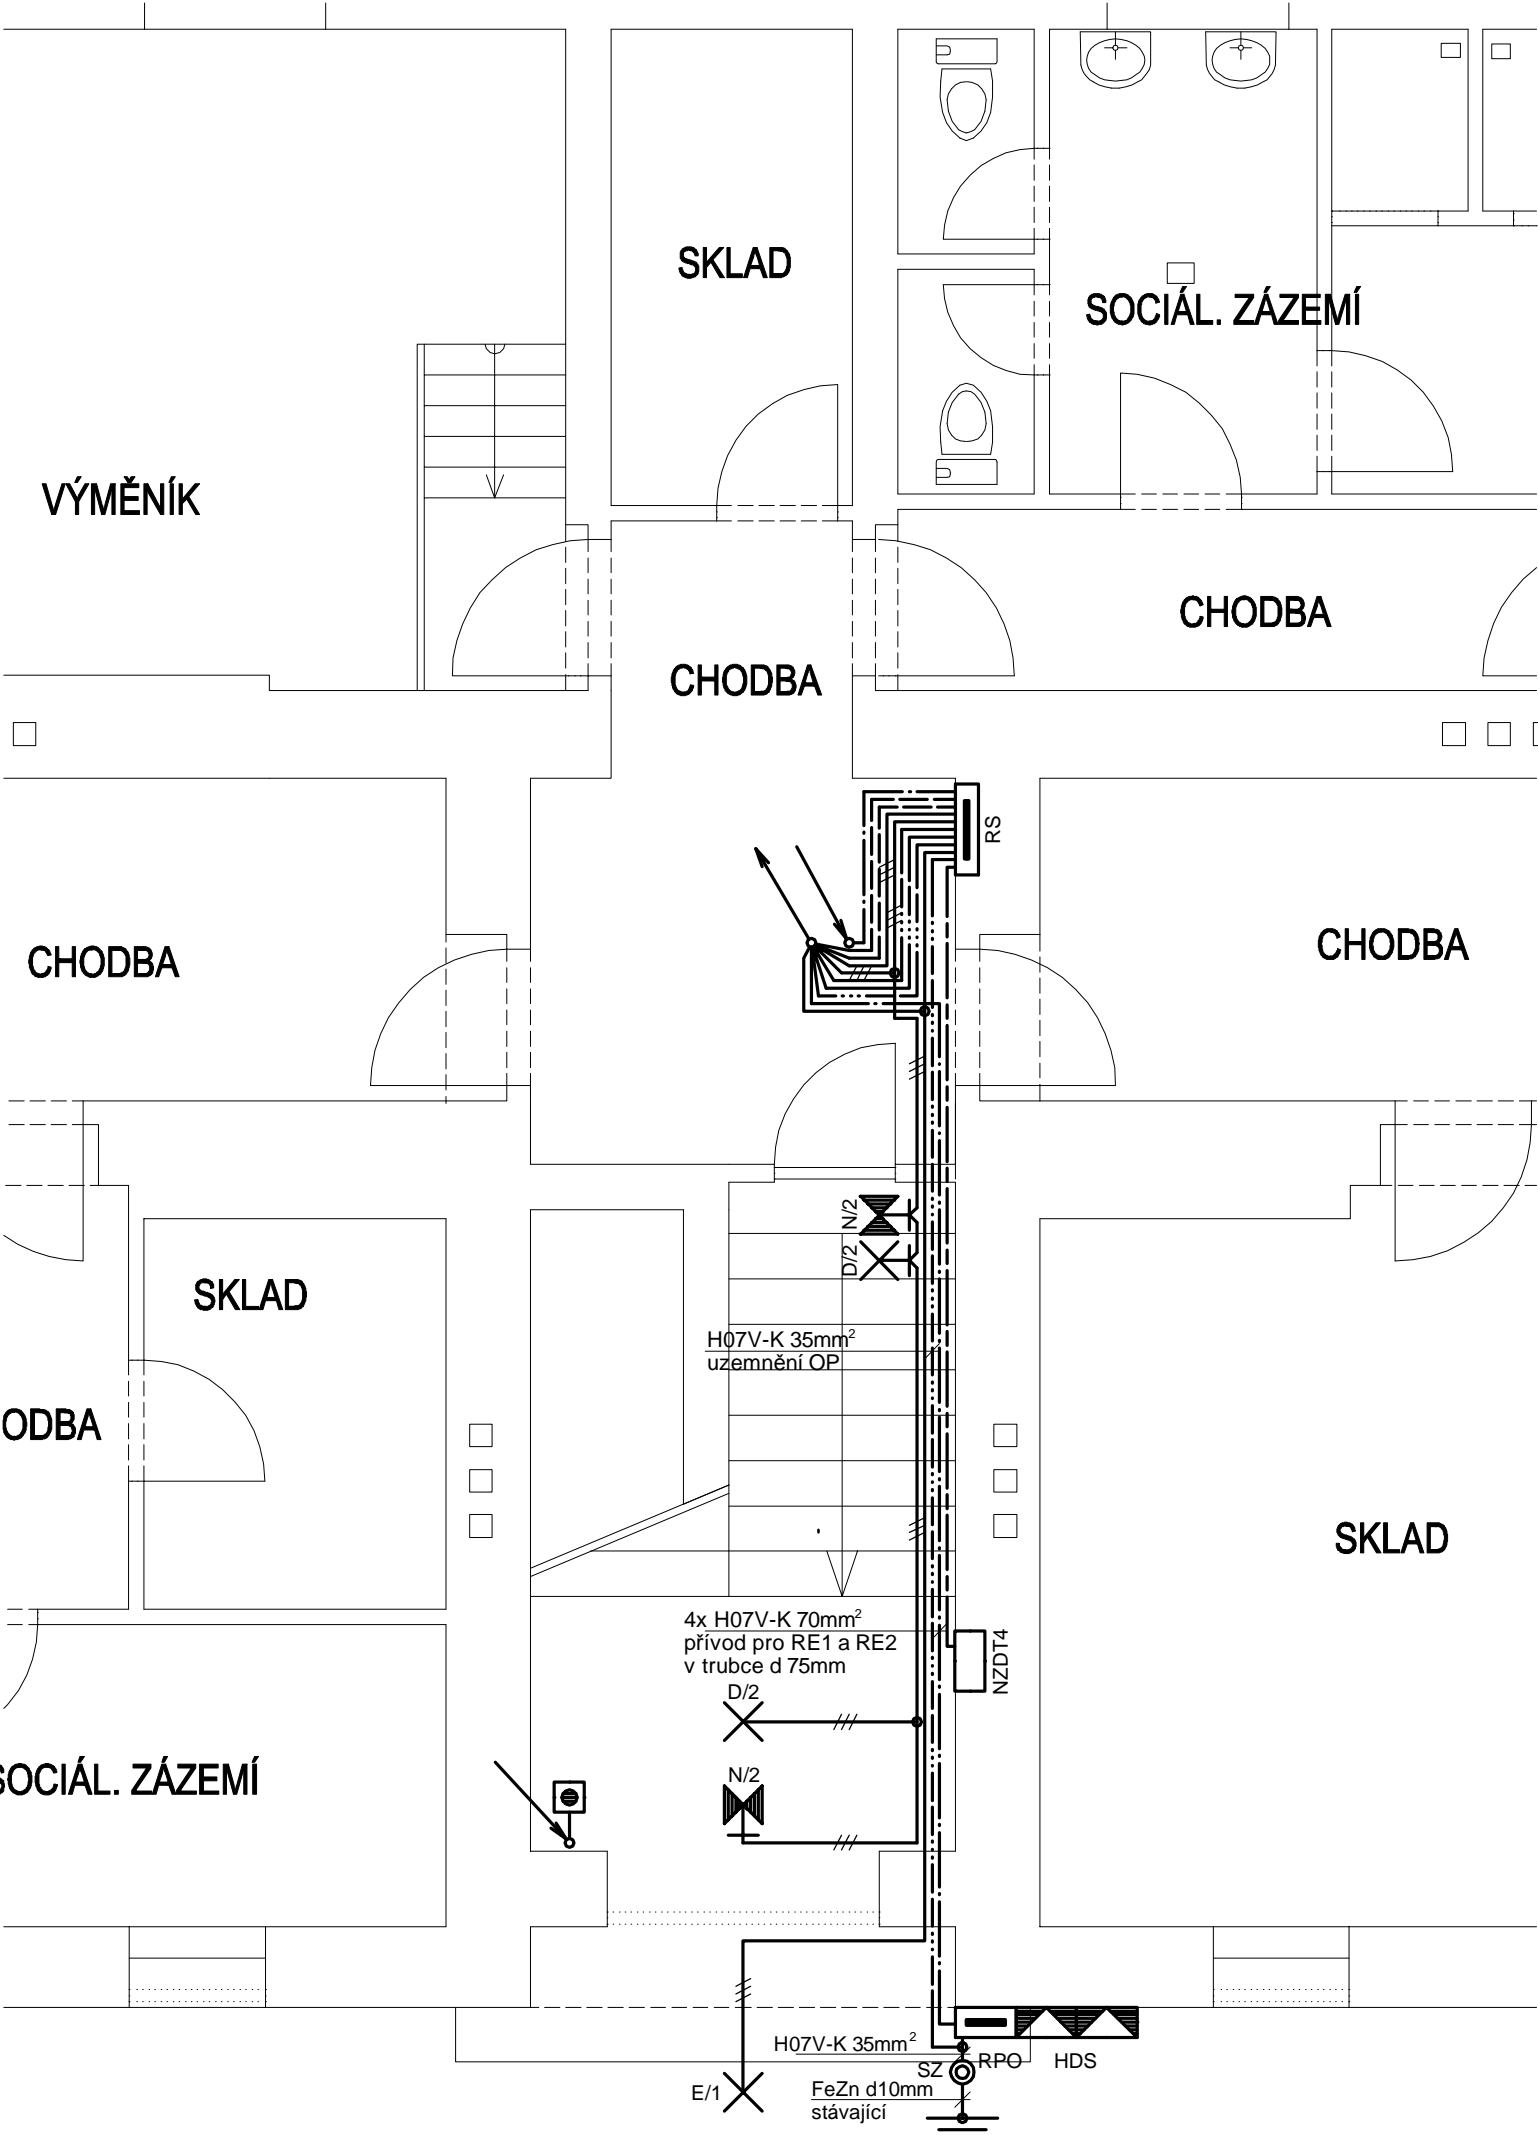 SKLAD
SOCIÁL. ZÁZEMÍ
VÝMĚNÍK
CHODBA
CHODBA
RS
CHODBA
CHODBA
N/2
D/2
SKLAD
H07V-K 35mm²
uzemnění OP
ODBA
SKLAD
4x H07V-K 70mm²
přívod pro RE1 a RE2
v trubce d 75mm
NZDT4
D/2
SOCIÁL. ZÁZEMÍ
N/2
H07V-K 35mm²
SZ
RPO
HDS
E/1
FeZn d10mm
stávající